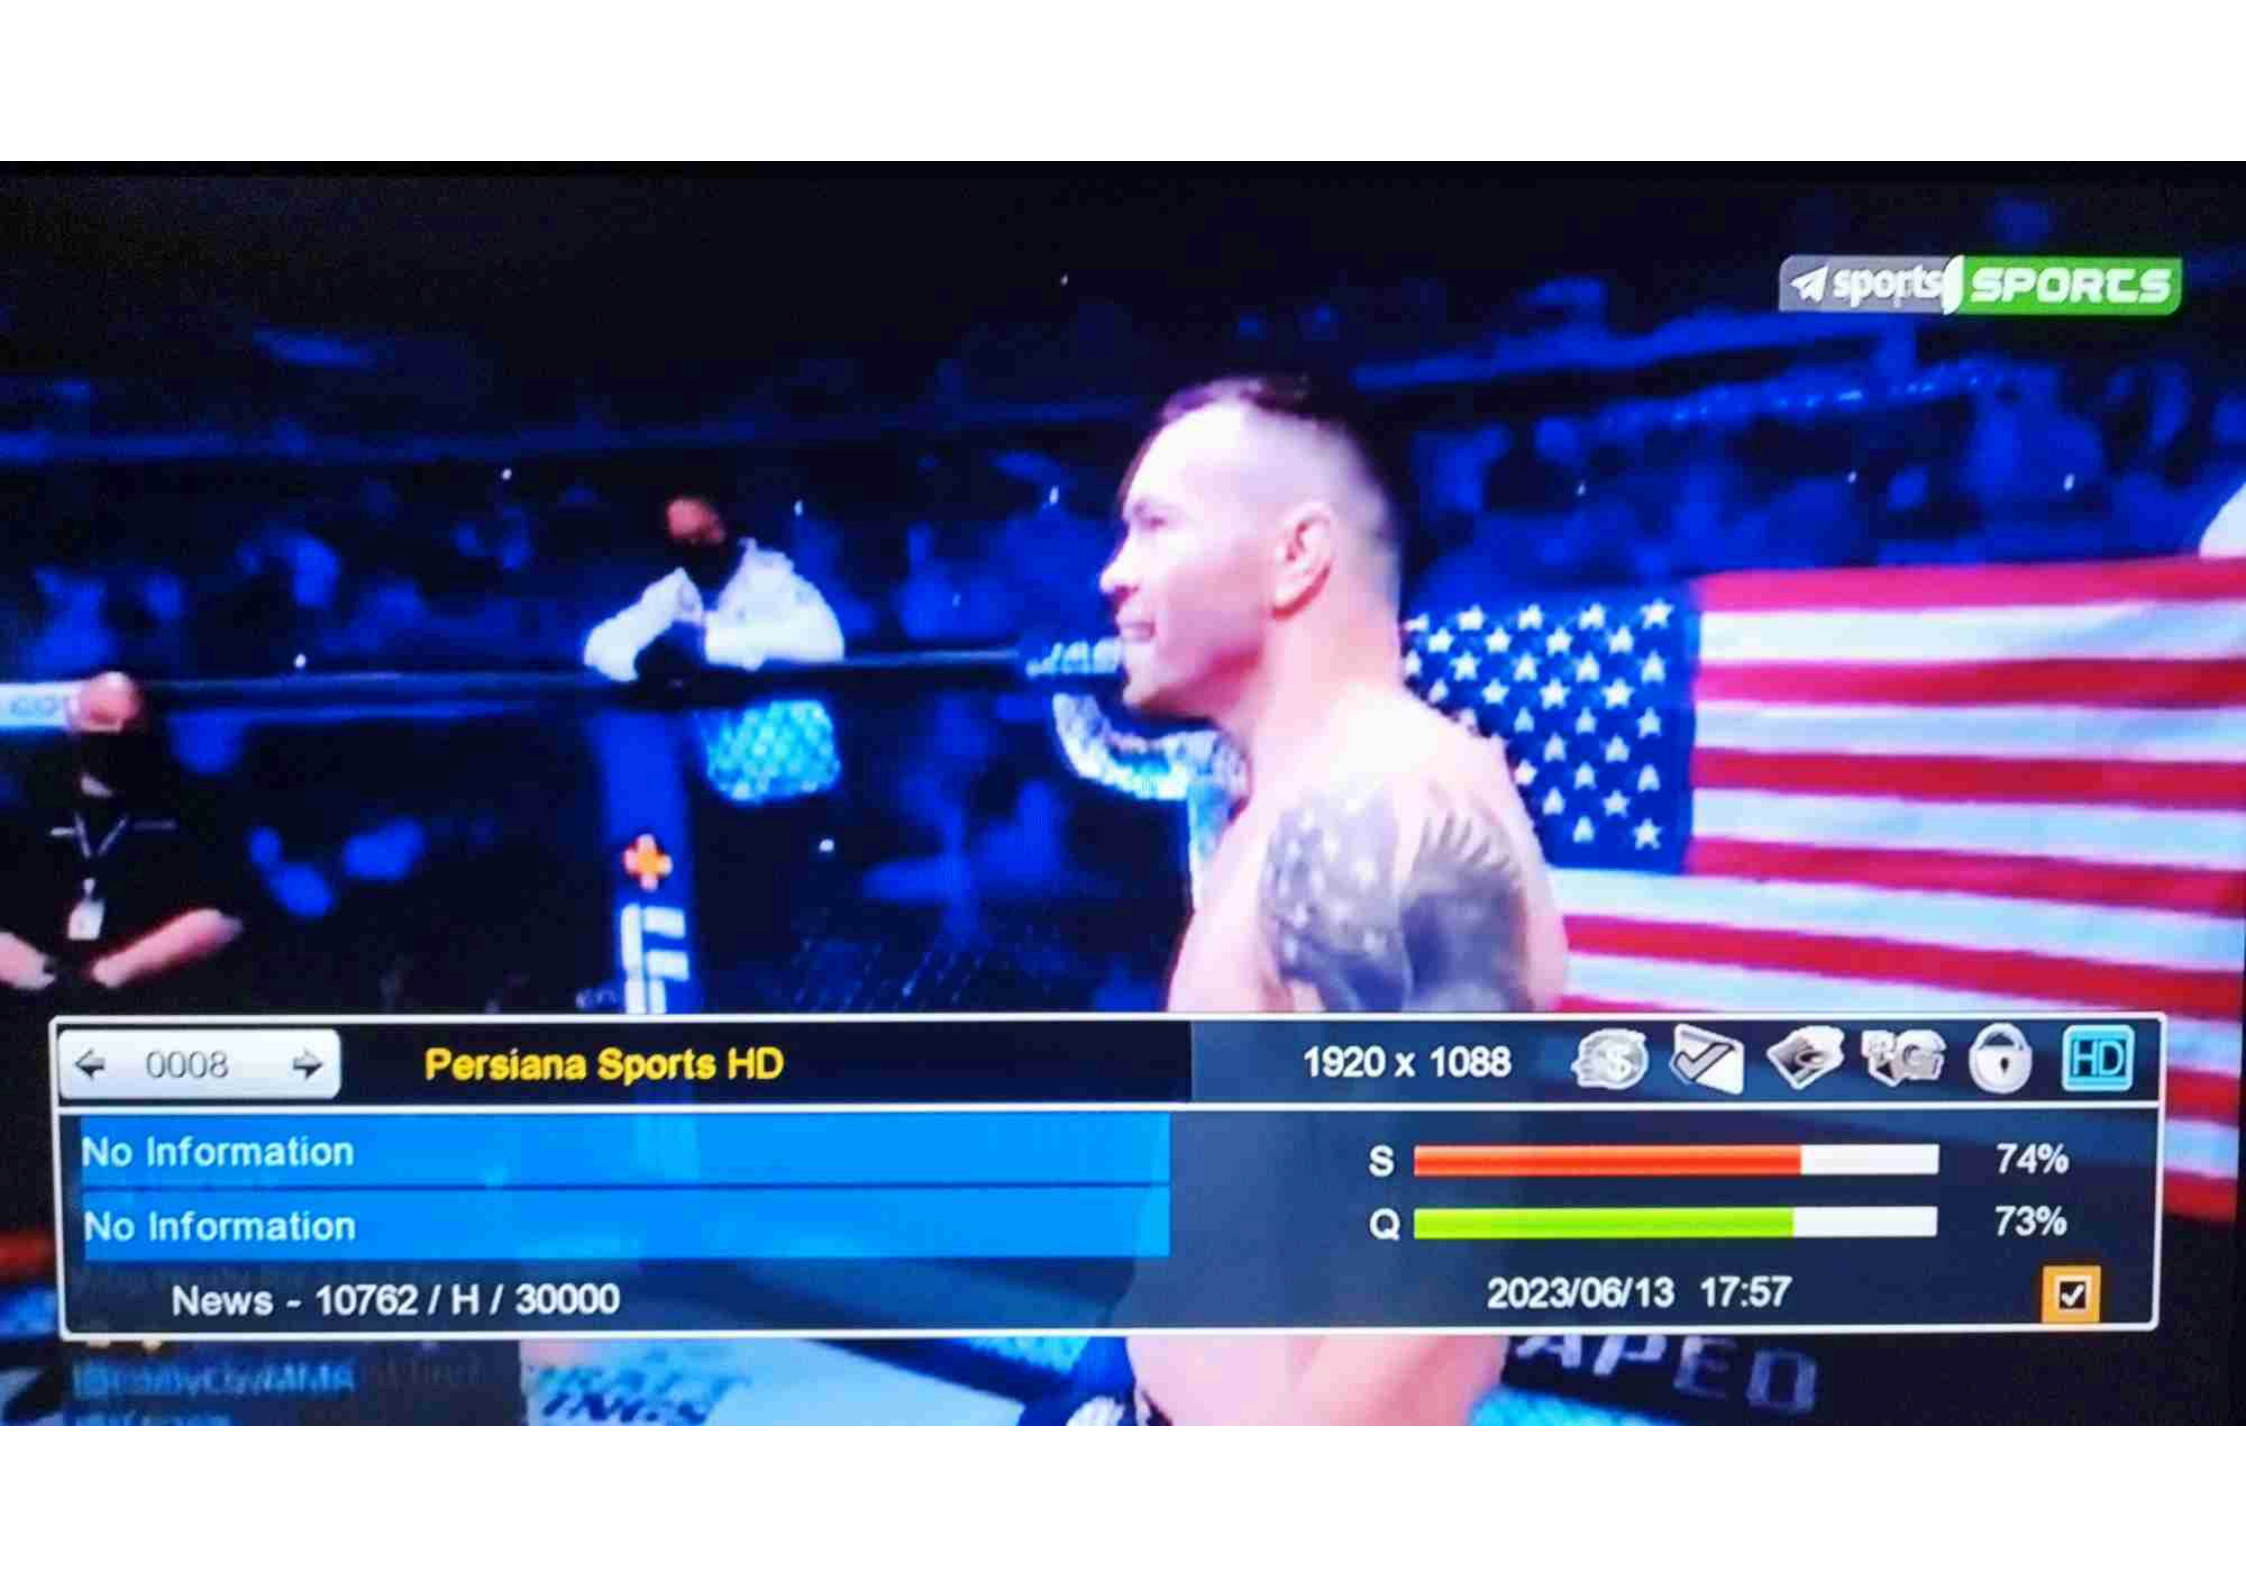 sports SPORTS
0008 Persiana Sports HD 1920 x 1088 HD
No Information
S 74%
No Information
Q 73%
News - 10762 / H / 30000 2023/06/13 17:57